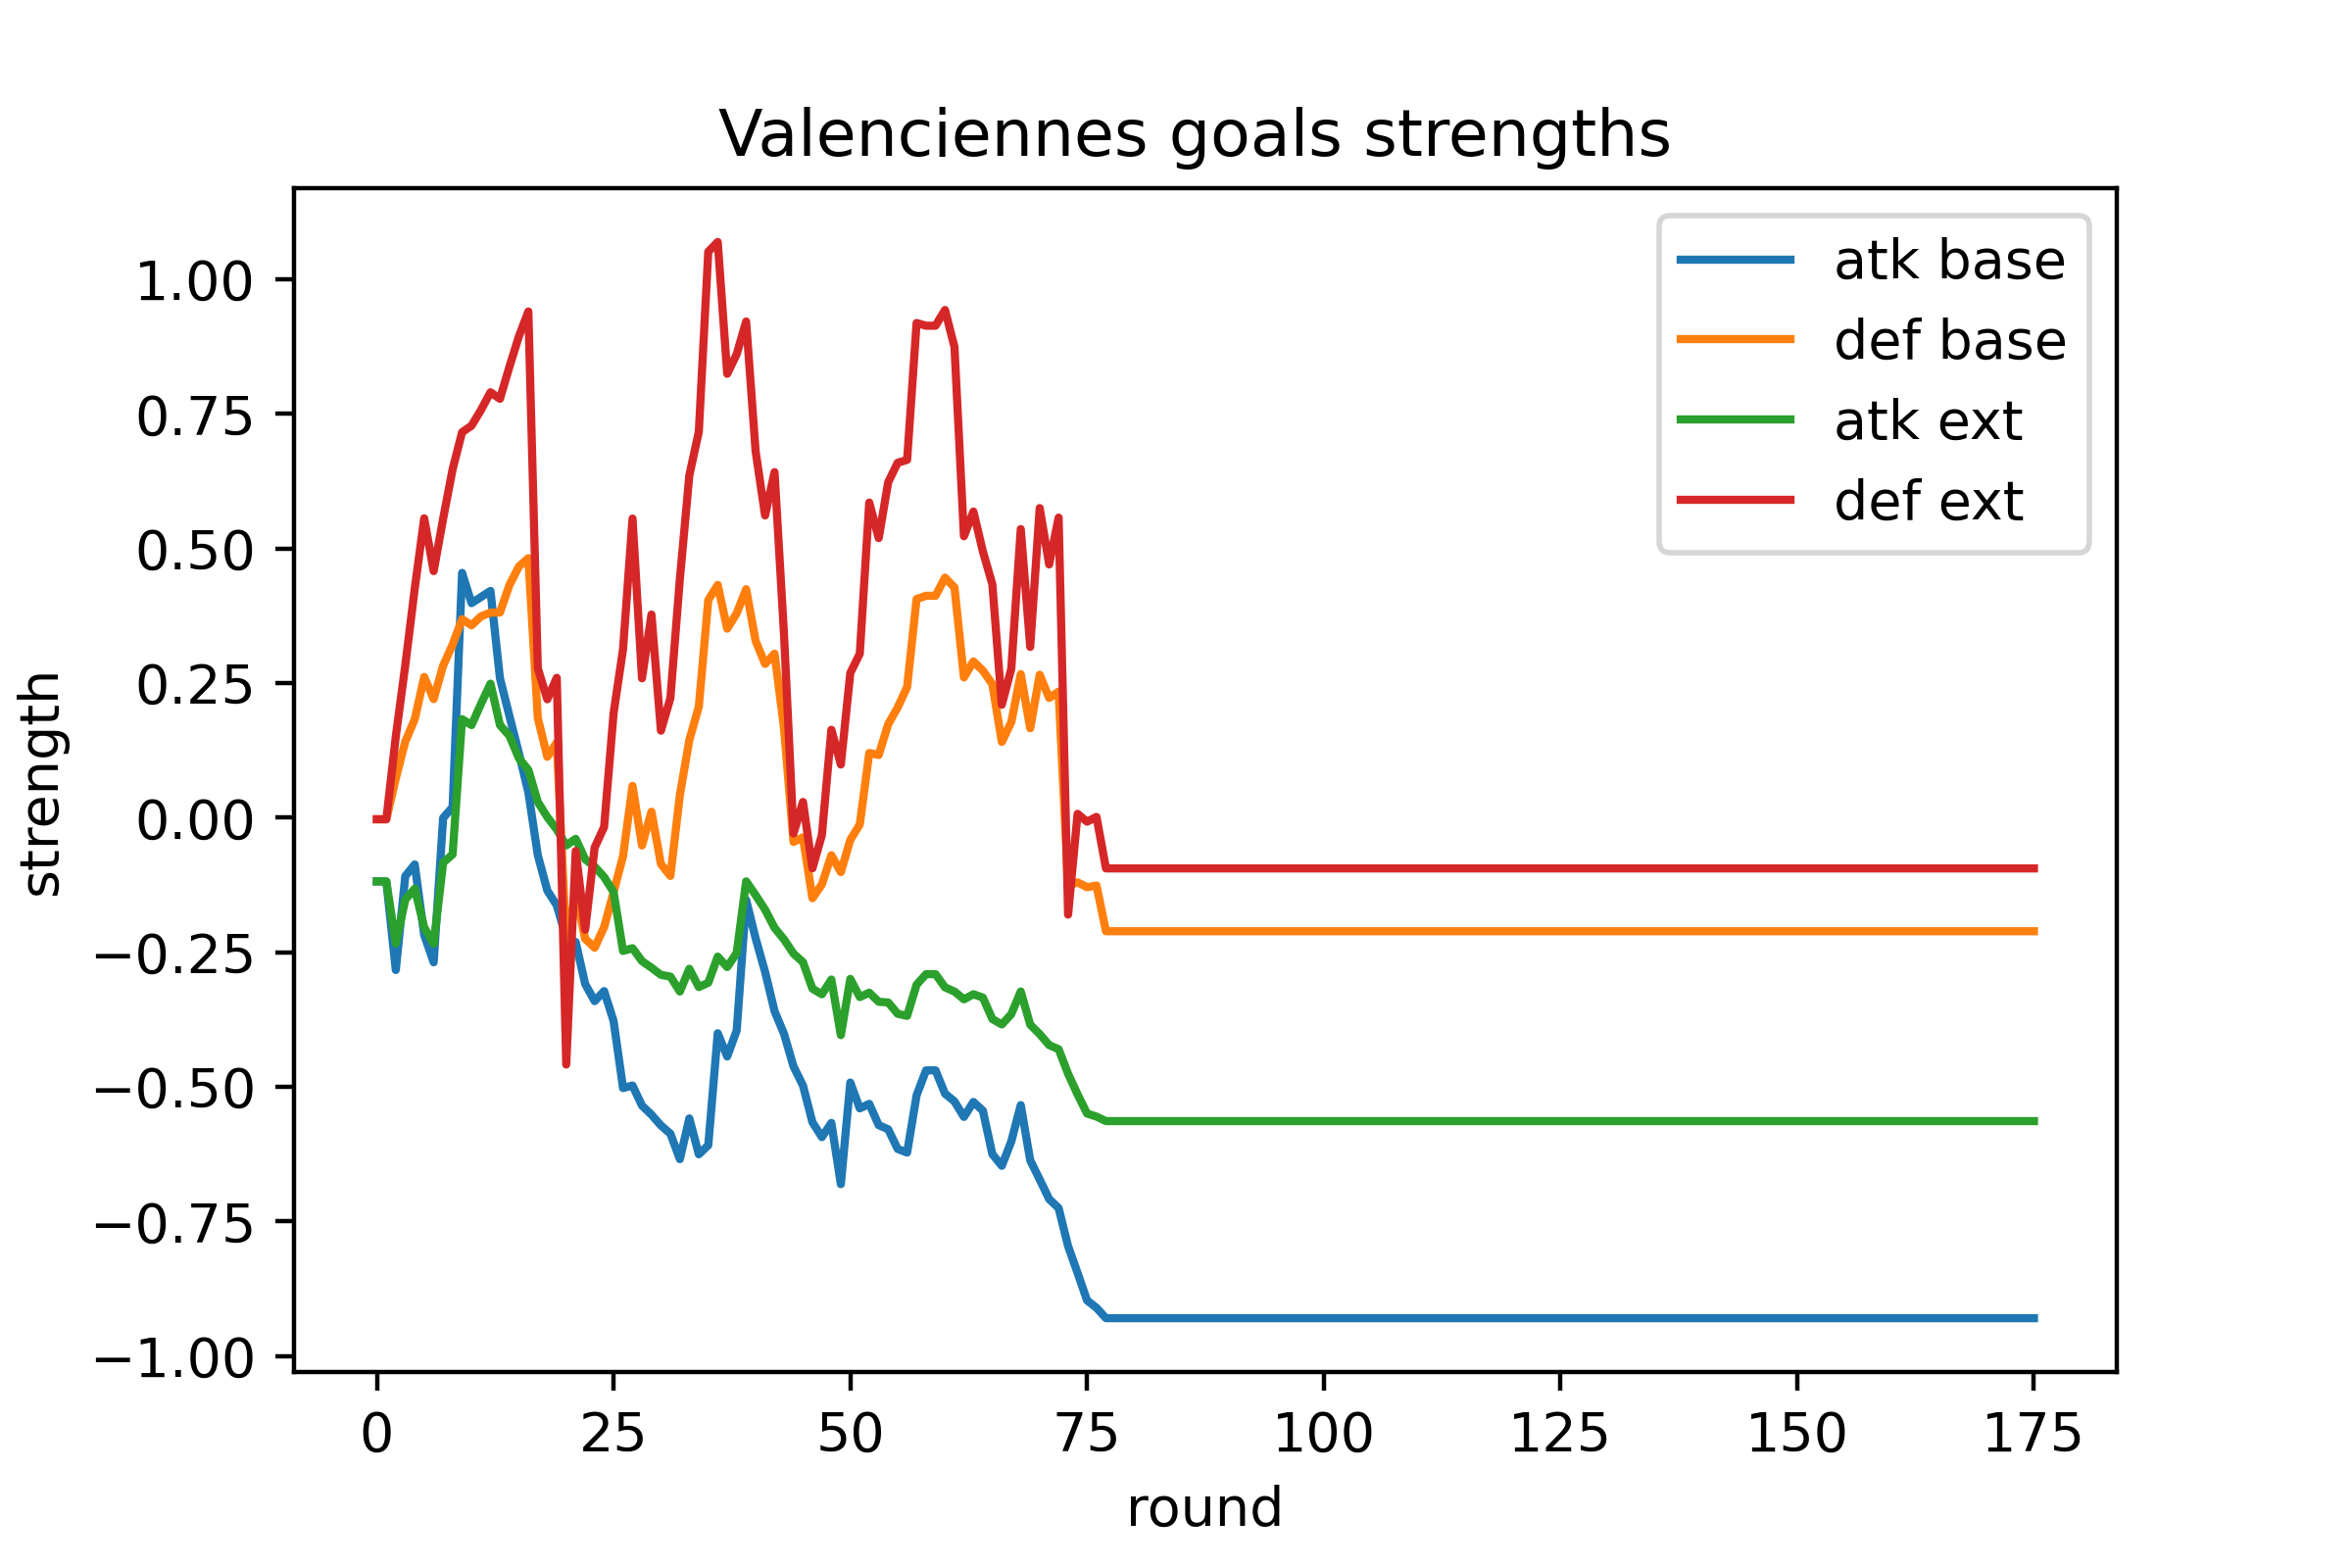 Valenciennes goals strengths
atk base
def base
atk ext
def ext
1.00
0.75
0.50
0.25
0.00
−0.25
−0.50
−0.75
−1.00
strength
0 25 50 75 100 125 150 175
round